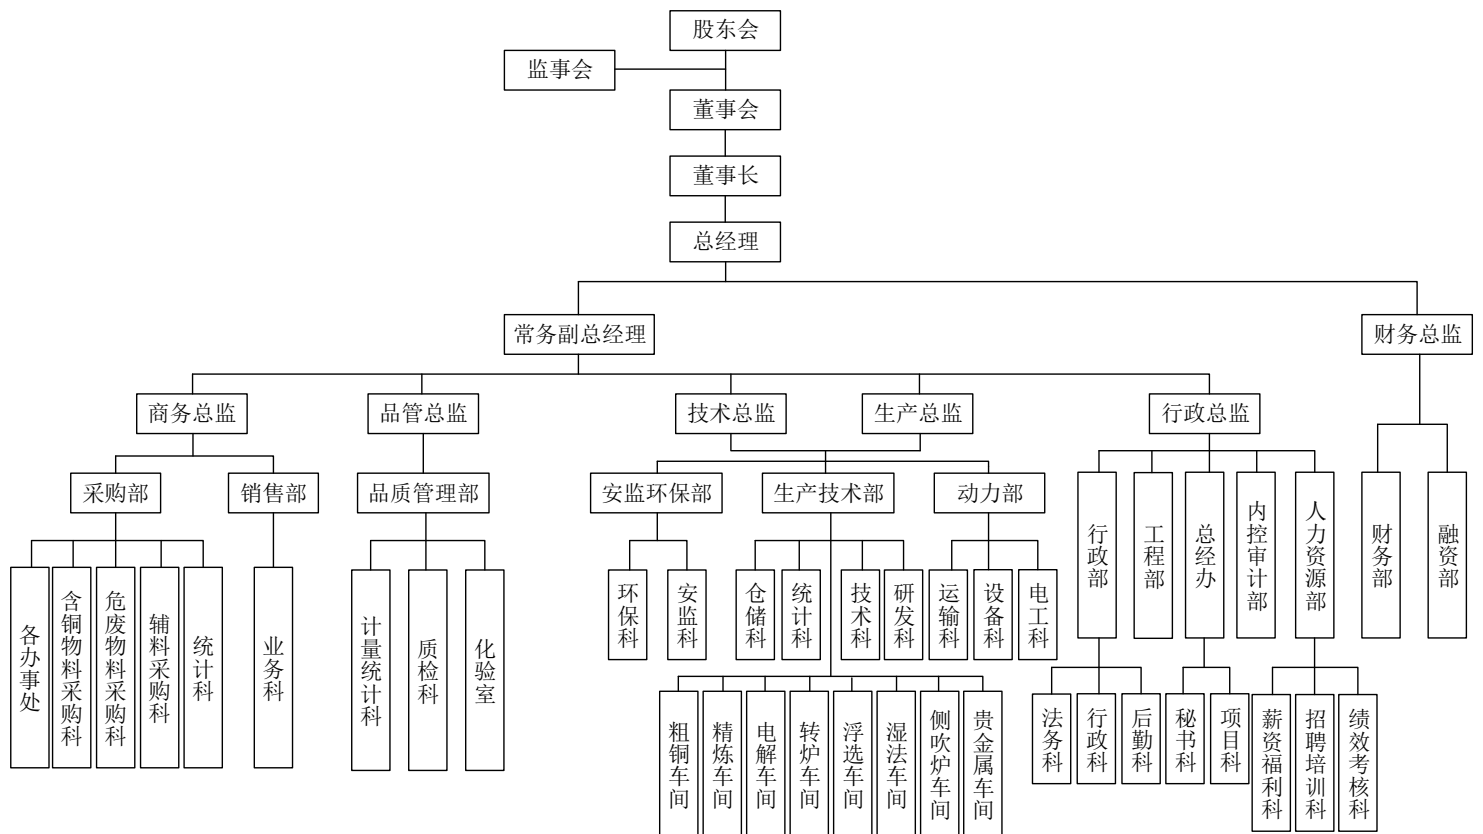 股东会
监事会
董事会
董事长
总经理
常务副总经理
财务总监
商务总监
品管总监
技术总监
生产总监
行政总监
采购部
销售部
品质管理部
安监环保部
生产技术部
动力部
行政部
工程部
总经办
内控审计部
人力资源部
财务部
融资部
各办事处
含铜物料采购科
危废物料采购科
辅料采购科
统计科
业务科
计量统计科
质检科
化验室
环保科
安监科
仓储科
统计科
技术科
研发科
运输科
设备科
电工科
粗铜车间
精炼车间
电解车间
转炉车间
浮选车间
湿法车间
侧吹炉车间
贵金属车间
法务科
行政科
后勤科
秘书科
项目科
薪资福利科
招聘培训科
绩效考核科